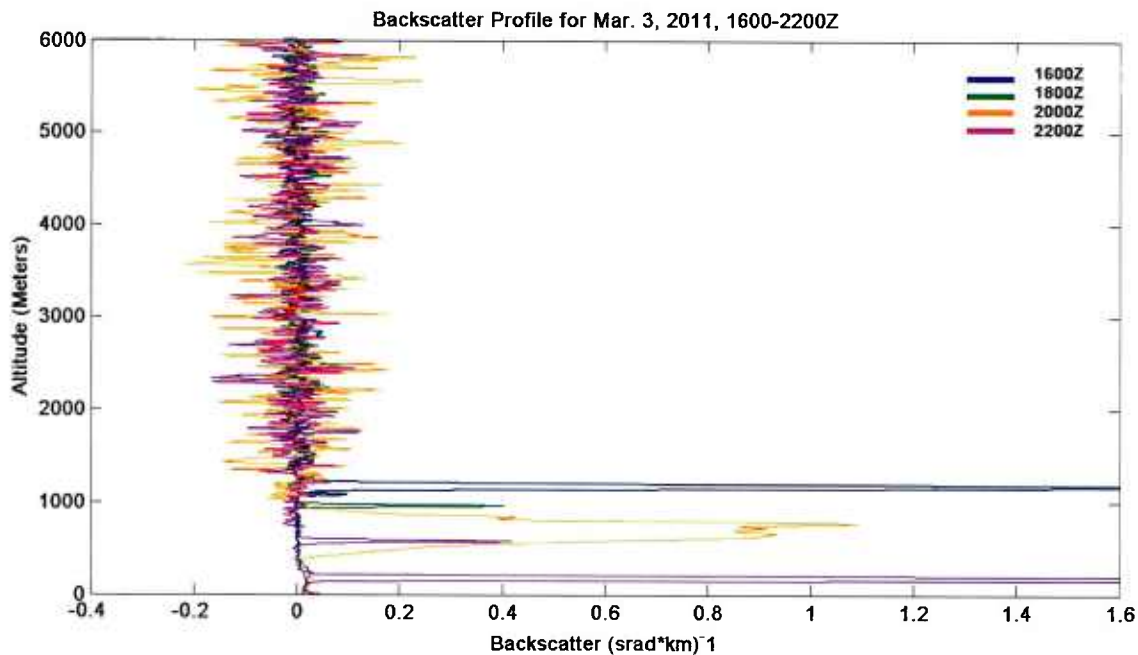 Backscatter Profile for Mar. 3, 2011, 1600-2200Z
6000
5000
4000
3000
2000
1000
0
Altitude (Meters)
1600Z
1800Z
2000Z
2200Z
-0.4 -0.2 0 0.2 0.4 0.6 0.8 1 1.2 1.4 1.6
Backscatter (srad*km)¯1